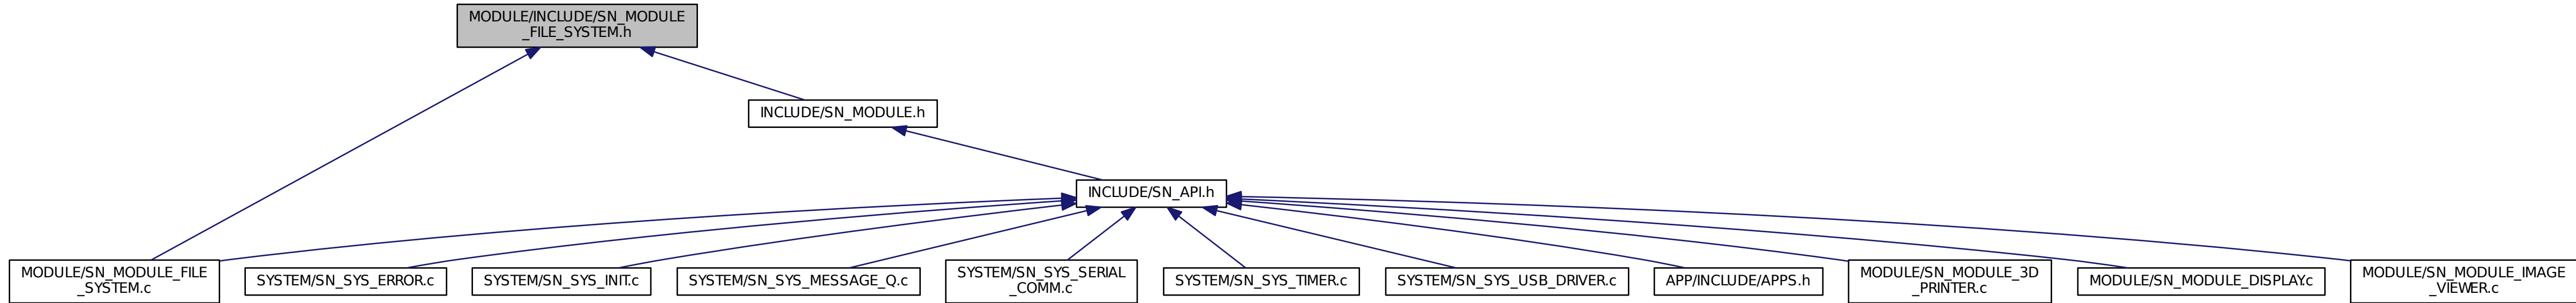 MODULE/INCLUDE/SN_MODULE
_FILE_SYSTEM.h
INCLUDE/SN_MODULE.h
INCLUDE/SN_API.h
MODULE/SN_MODULE_FILE
_SYSTEM.c
SYSTEM/SN_SYS_ERROR.c
SYSTEM/SN_SYS_INIT.c
SYSTEM/SN_SYS_MESSAGE_Q.c
SYSTEM/SN_SYS_SERIAL
_COMM.c
SYSTEM/SN_SYS_TIMER.c
SYSTEM/SN_SYS_USB_DRIVER.c
APP/INCLUDE/APPS.h
MODULE/SN_MODULE_3D
_PRINTER.c
MODULE/SN_MODULE_DISPLAY.c
MODULE/SN_MODULE_IMAGE
_VIEWER.c